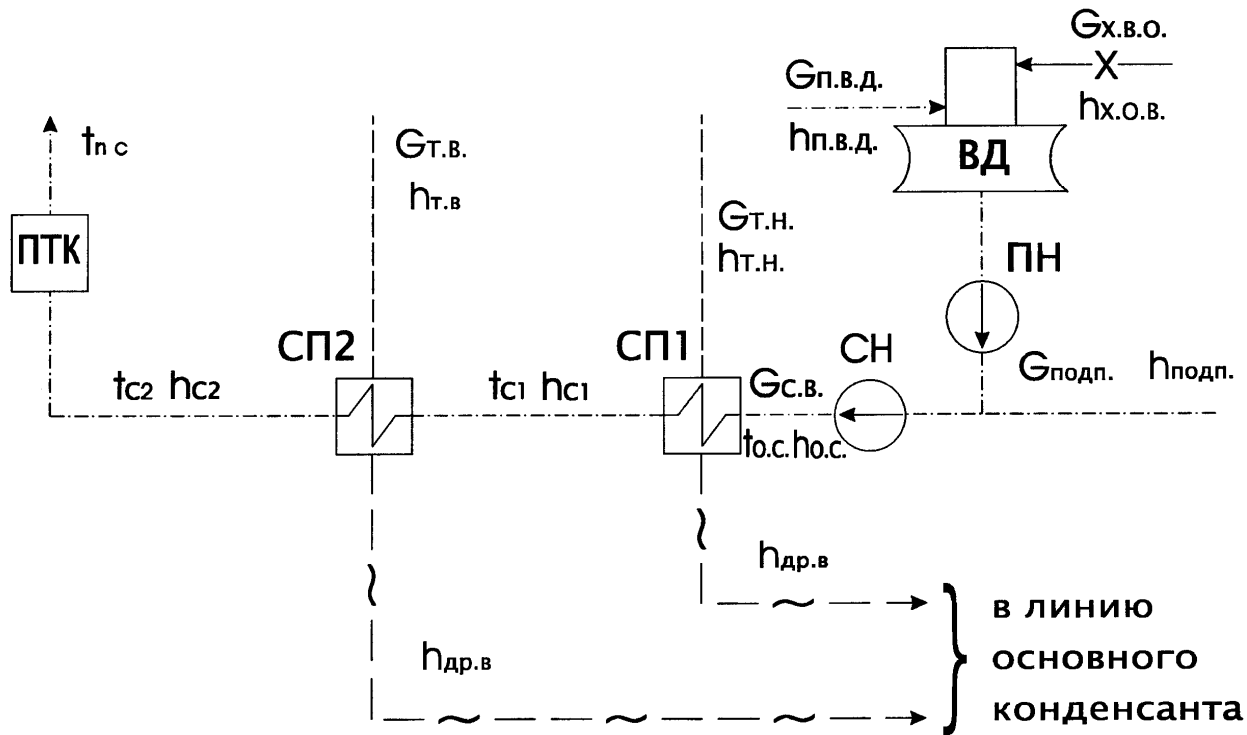 Gх.в.о.
Х
hх.о.в.
Gп.в.д.
hп.в.д.
ВД
tп с
Gт.в.
hт.в
Gт.н.
hт.н.
ПТК
ПН
СП2
СП1
СН
Gподп. hподп.
tс2 hс2
tс1 hс1
Gс.в.
tо.с. hо.с.
hдр.в
hдр.в
в линию
основного
конденсанта